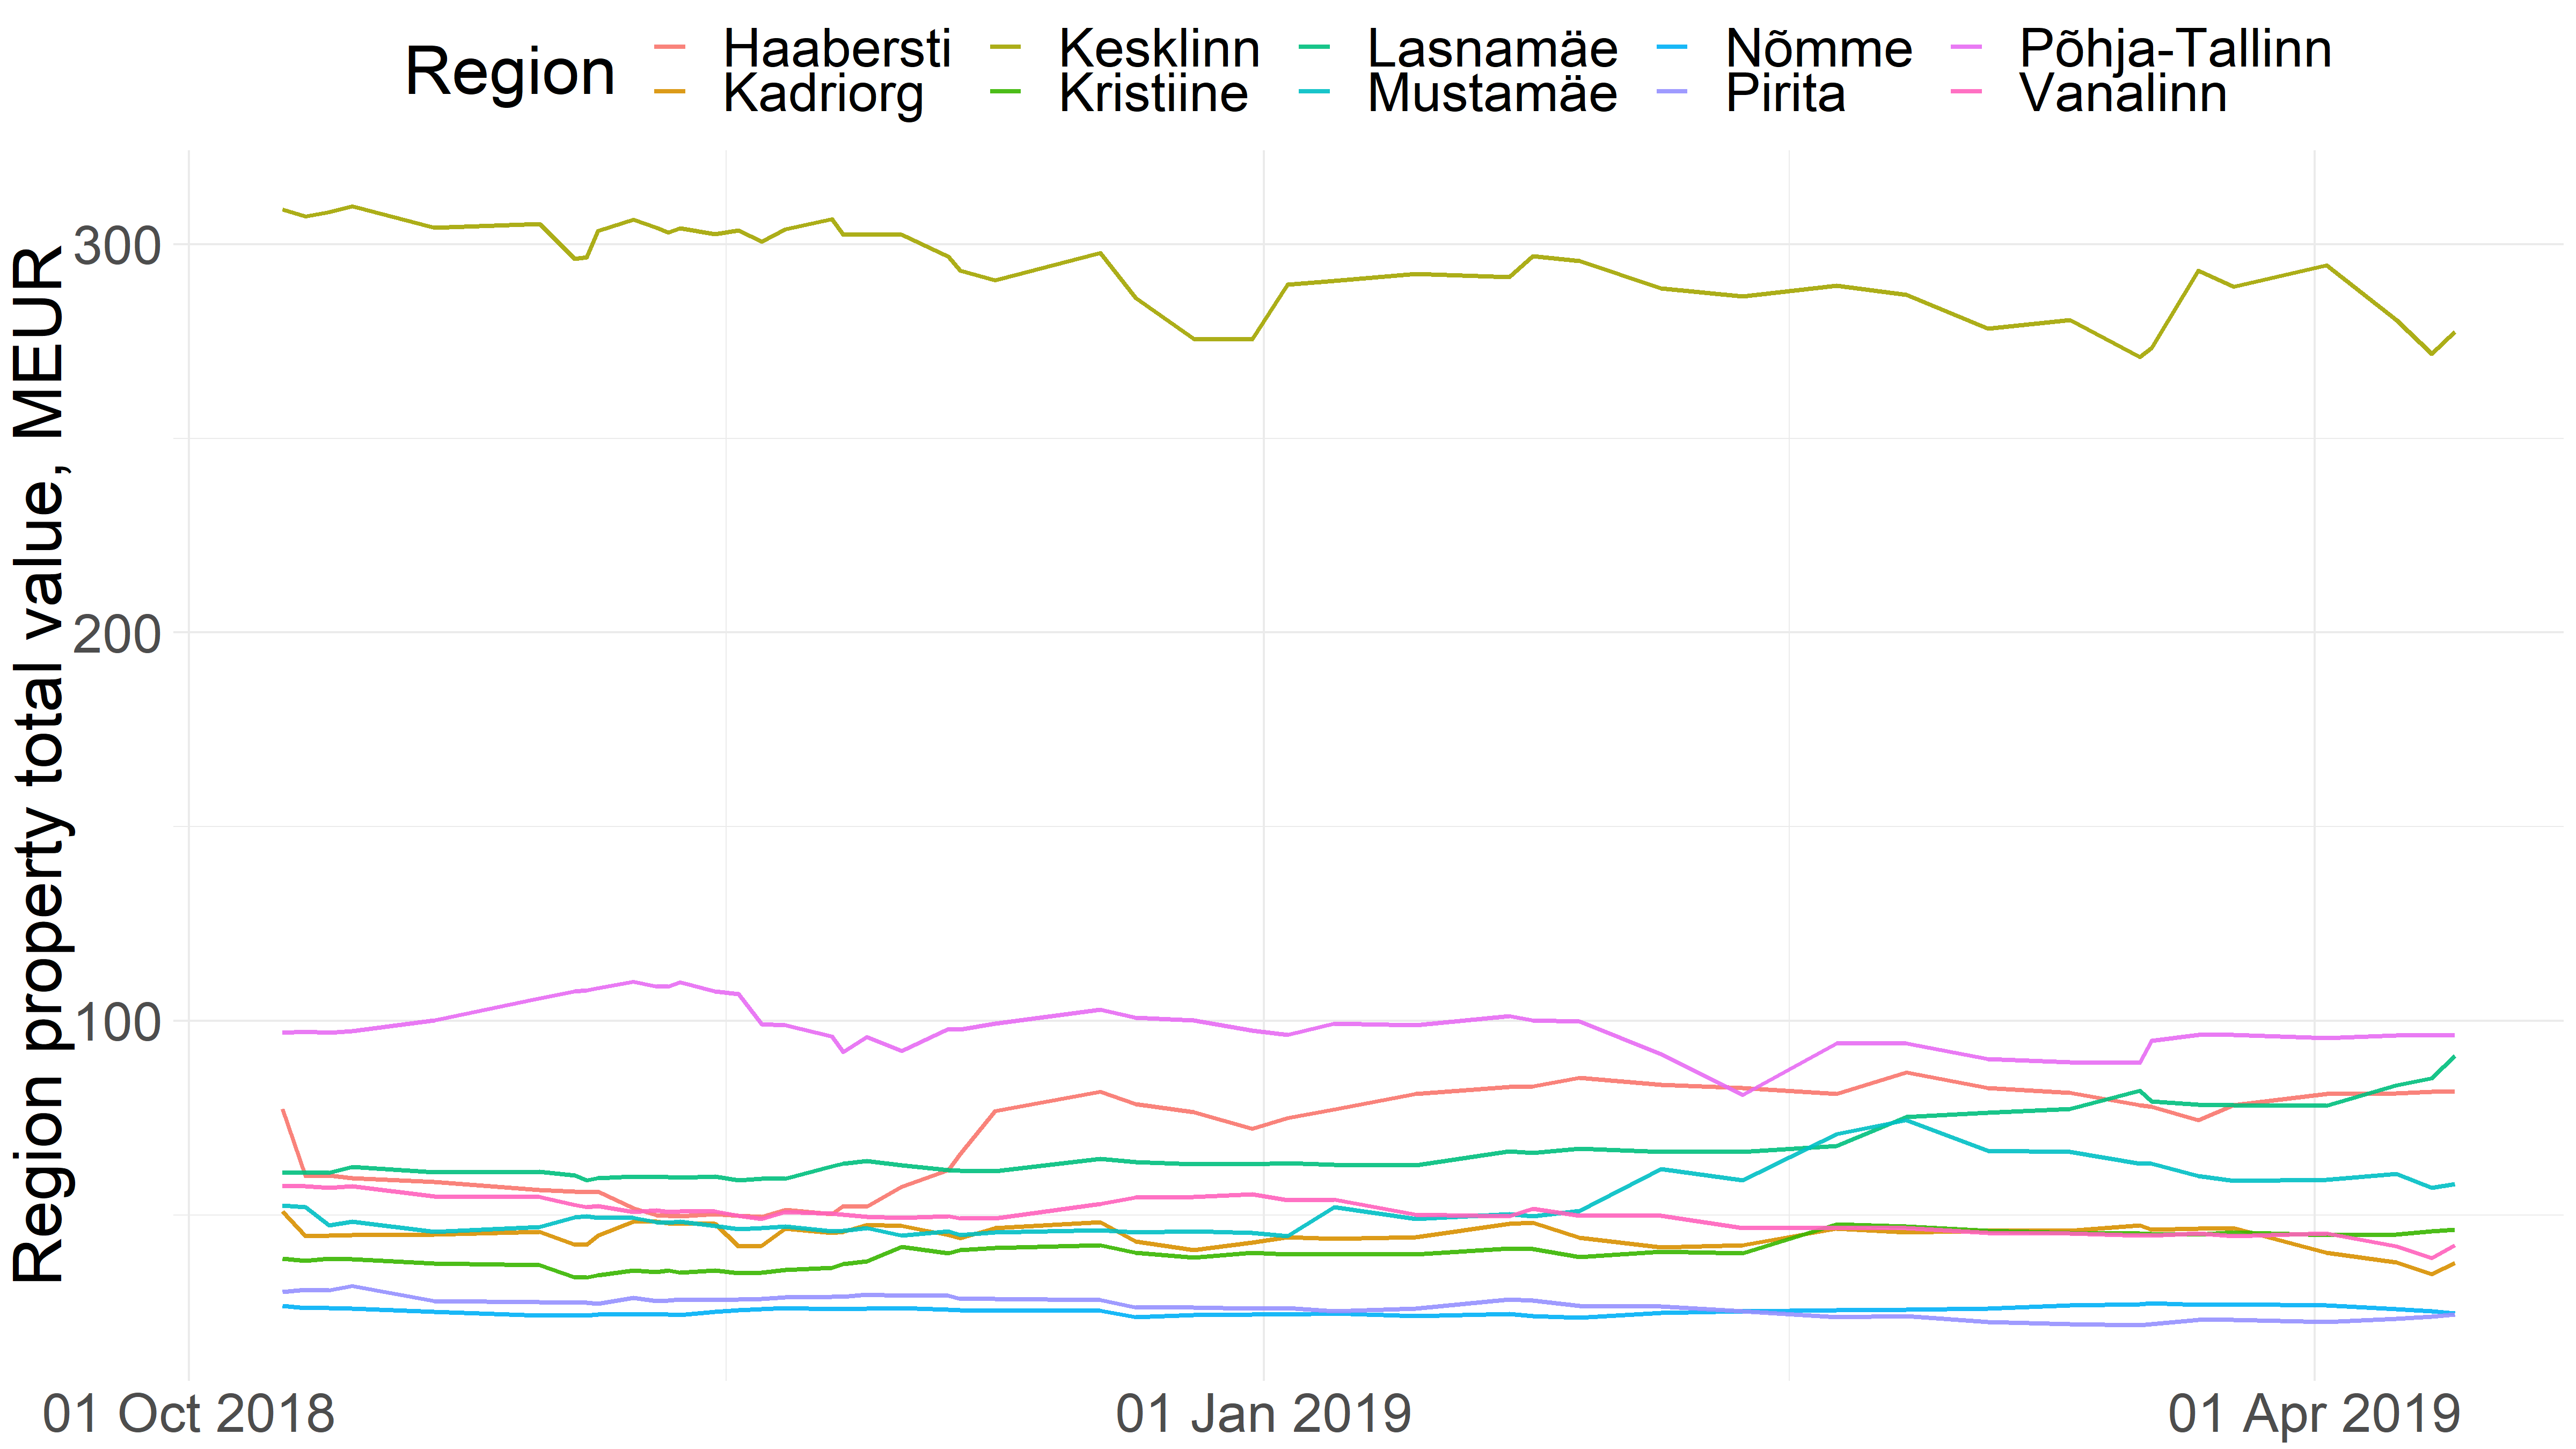 Region
Haabersti Kesklinn Lasnamäe Nõmme Põhja-Tallinn
Kadriorg Kristiine Mustamäe Pirita Vanalinn
Region property total value, MEUR
300
200
100
01 Oct 2018 01 Jan 2019 01 Apr 2019